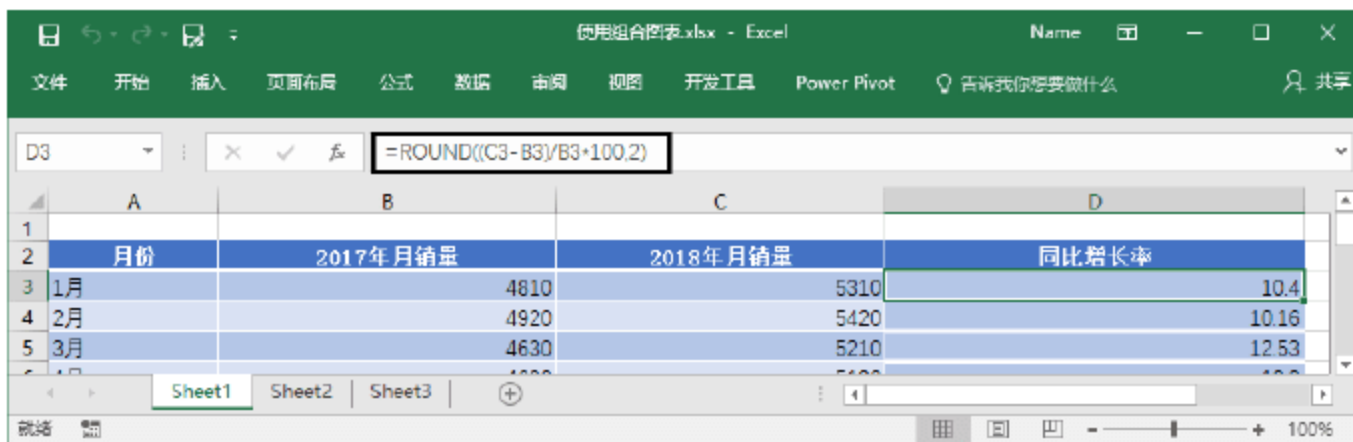 使用组合图表.xlsx - Excel Name
文件 开始 插入 页面布局 公式 数据 审阅 视图 开发工具 Power Pivot 告诉我你想要做什么 共享
D3 fx =ROUND((C3-B3)/B3*100,2)
A B C D
1
2 月份 2017年月销量 2018年月销量 同比增长率
3 1月 4810 5310 10.4
4 2月 4920 5420 10.16
5 3月 4630 5210 12.53
Sheet1 Sheet2 Sheet3
就绪 100%